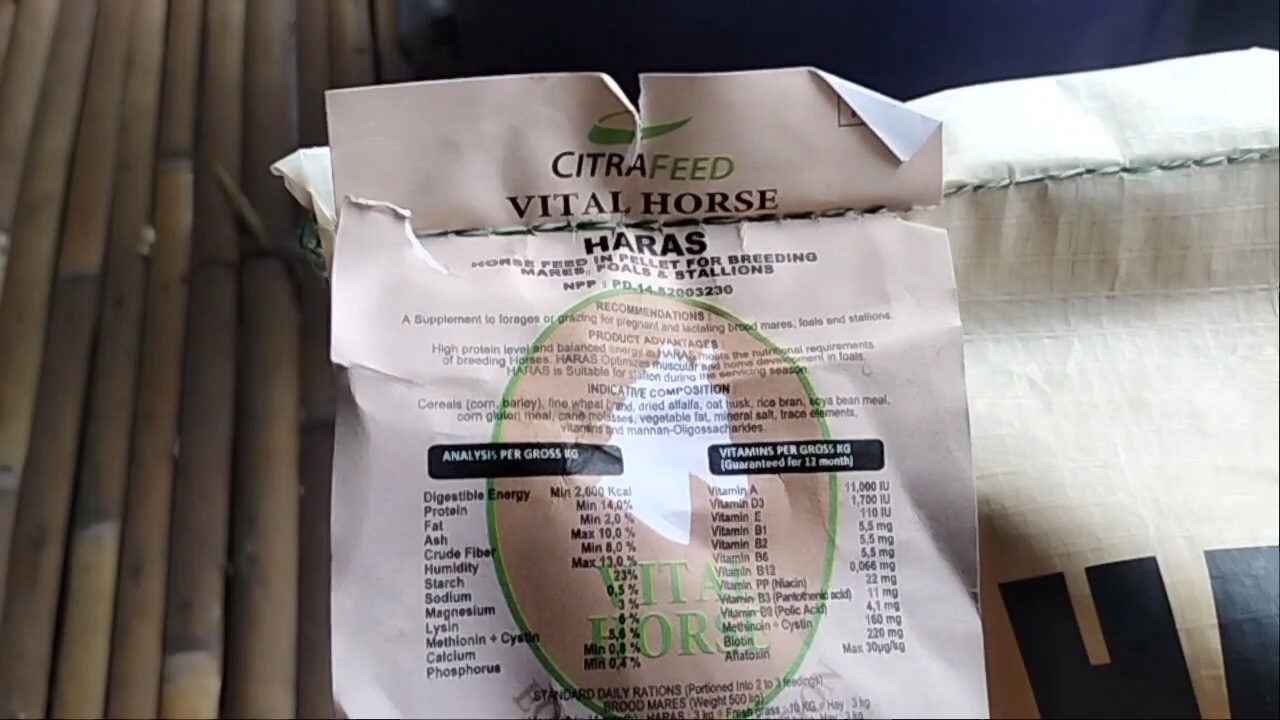 CITRAFEED
VITAL HORSE
HARAS
HORSE FEED IN PELLET FOR BREEDING
MARES, FOALS & STALLIONS
NPP : PD.14.52003230
RECOMMENDATIONS :
A Supplement to forages or grazing for pregnant and lactating brood mares, foals and stallions.
PRODUCT ADVANTAGES :
High protein level and balanced energy in HARAS meets the nutritional requirements
of breeding Horses. HARAS Optimizes muscular and home development in foals.
HARAS is Suitable for stallion during the servicing season.
INDICATIVE COMPOSITION
Cereals (corn, barley), fine wheat brand, dried alfalfa, oat husk, rice bran, soya bean meal,
corn gluten meal, cane molasses, vegetable fat, mineral salt, trace elements,
vitamins and mannan-Oligossacharides.
ANALYSIS PER GROSS KG
Digestible Energy Min 2,600 Kcal
Protein Min 14,0%
Fat Min 2,0 %
Ash Max 10,0 %
Crude Fiber Min 8,0 %
Humidity Max 13,0 %
Starch 23%
Sodium 0,5 %
Magnesium 3 %
Lysin 6 %
Methionin + Cystin 5,6 %
Calcium Min 0,8 %
Phosphorus Min 0,4 %
VITAMINS PER GROSS KG
(Guaranteed for 12 month)
Vitamin A 11,000 IU
Vitamin D3 1,700 IU
Vitamin E 110 IU
Vitamin B1 5,5 mg
Vitamin B2 5,5 mg
Vitamin B6 5,5 mg
Vitamin B12 0,066 mg
Vitamin PP (Niacin) 22 mg
Vitamin B3 (Pantothenic acid) 11 mg
Vitamin B9 (Polic Acid) 4,1 mg
Methinoin + Cystin 160 mg
Biotin 220 mg
Aflatoxin Max 30µg/kg
VITAL
HORSE
STANDARD DAILY RATIONS (Portioned Into 2 to 3 feedings)
BROOD MARES (Weight 500 kg)
HARAS : 3 kg + Fresh grass : 10 KG + Hay : 3 kg
H